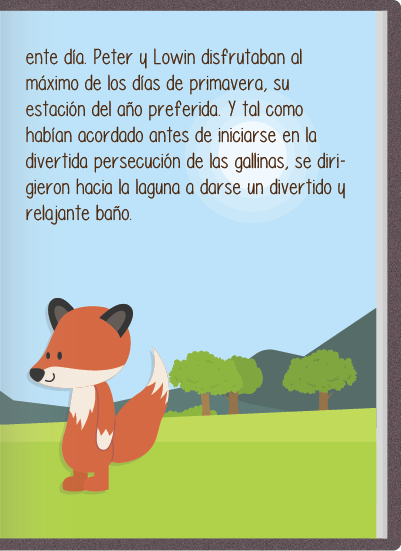 ente día. Peter y Lowin disfrutaban al
máximo de los días de primavera, su
estación del año preferida. Y tal como
habían acordado antes de iniciarse en la
divertida persecución de las gallinas, se diri-
gieron hacia la laguna a darse un divertido y
relajante baño.